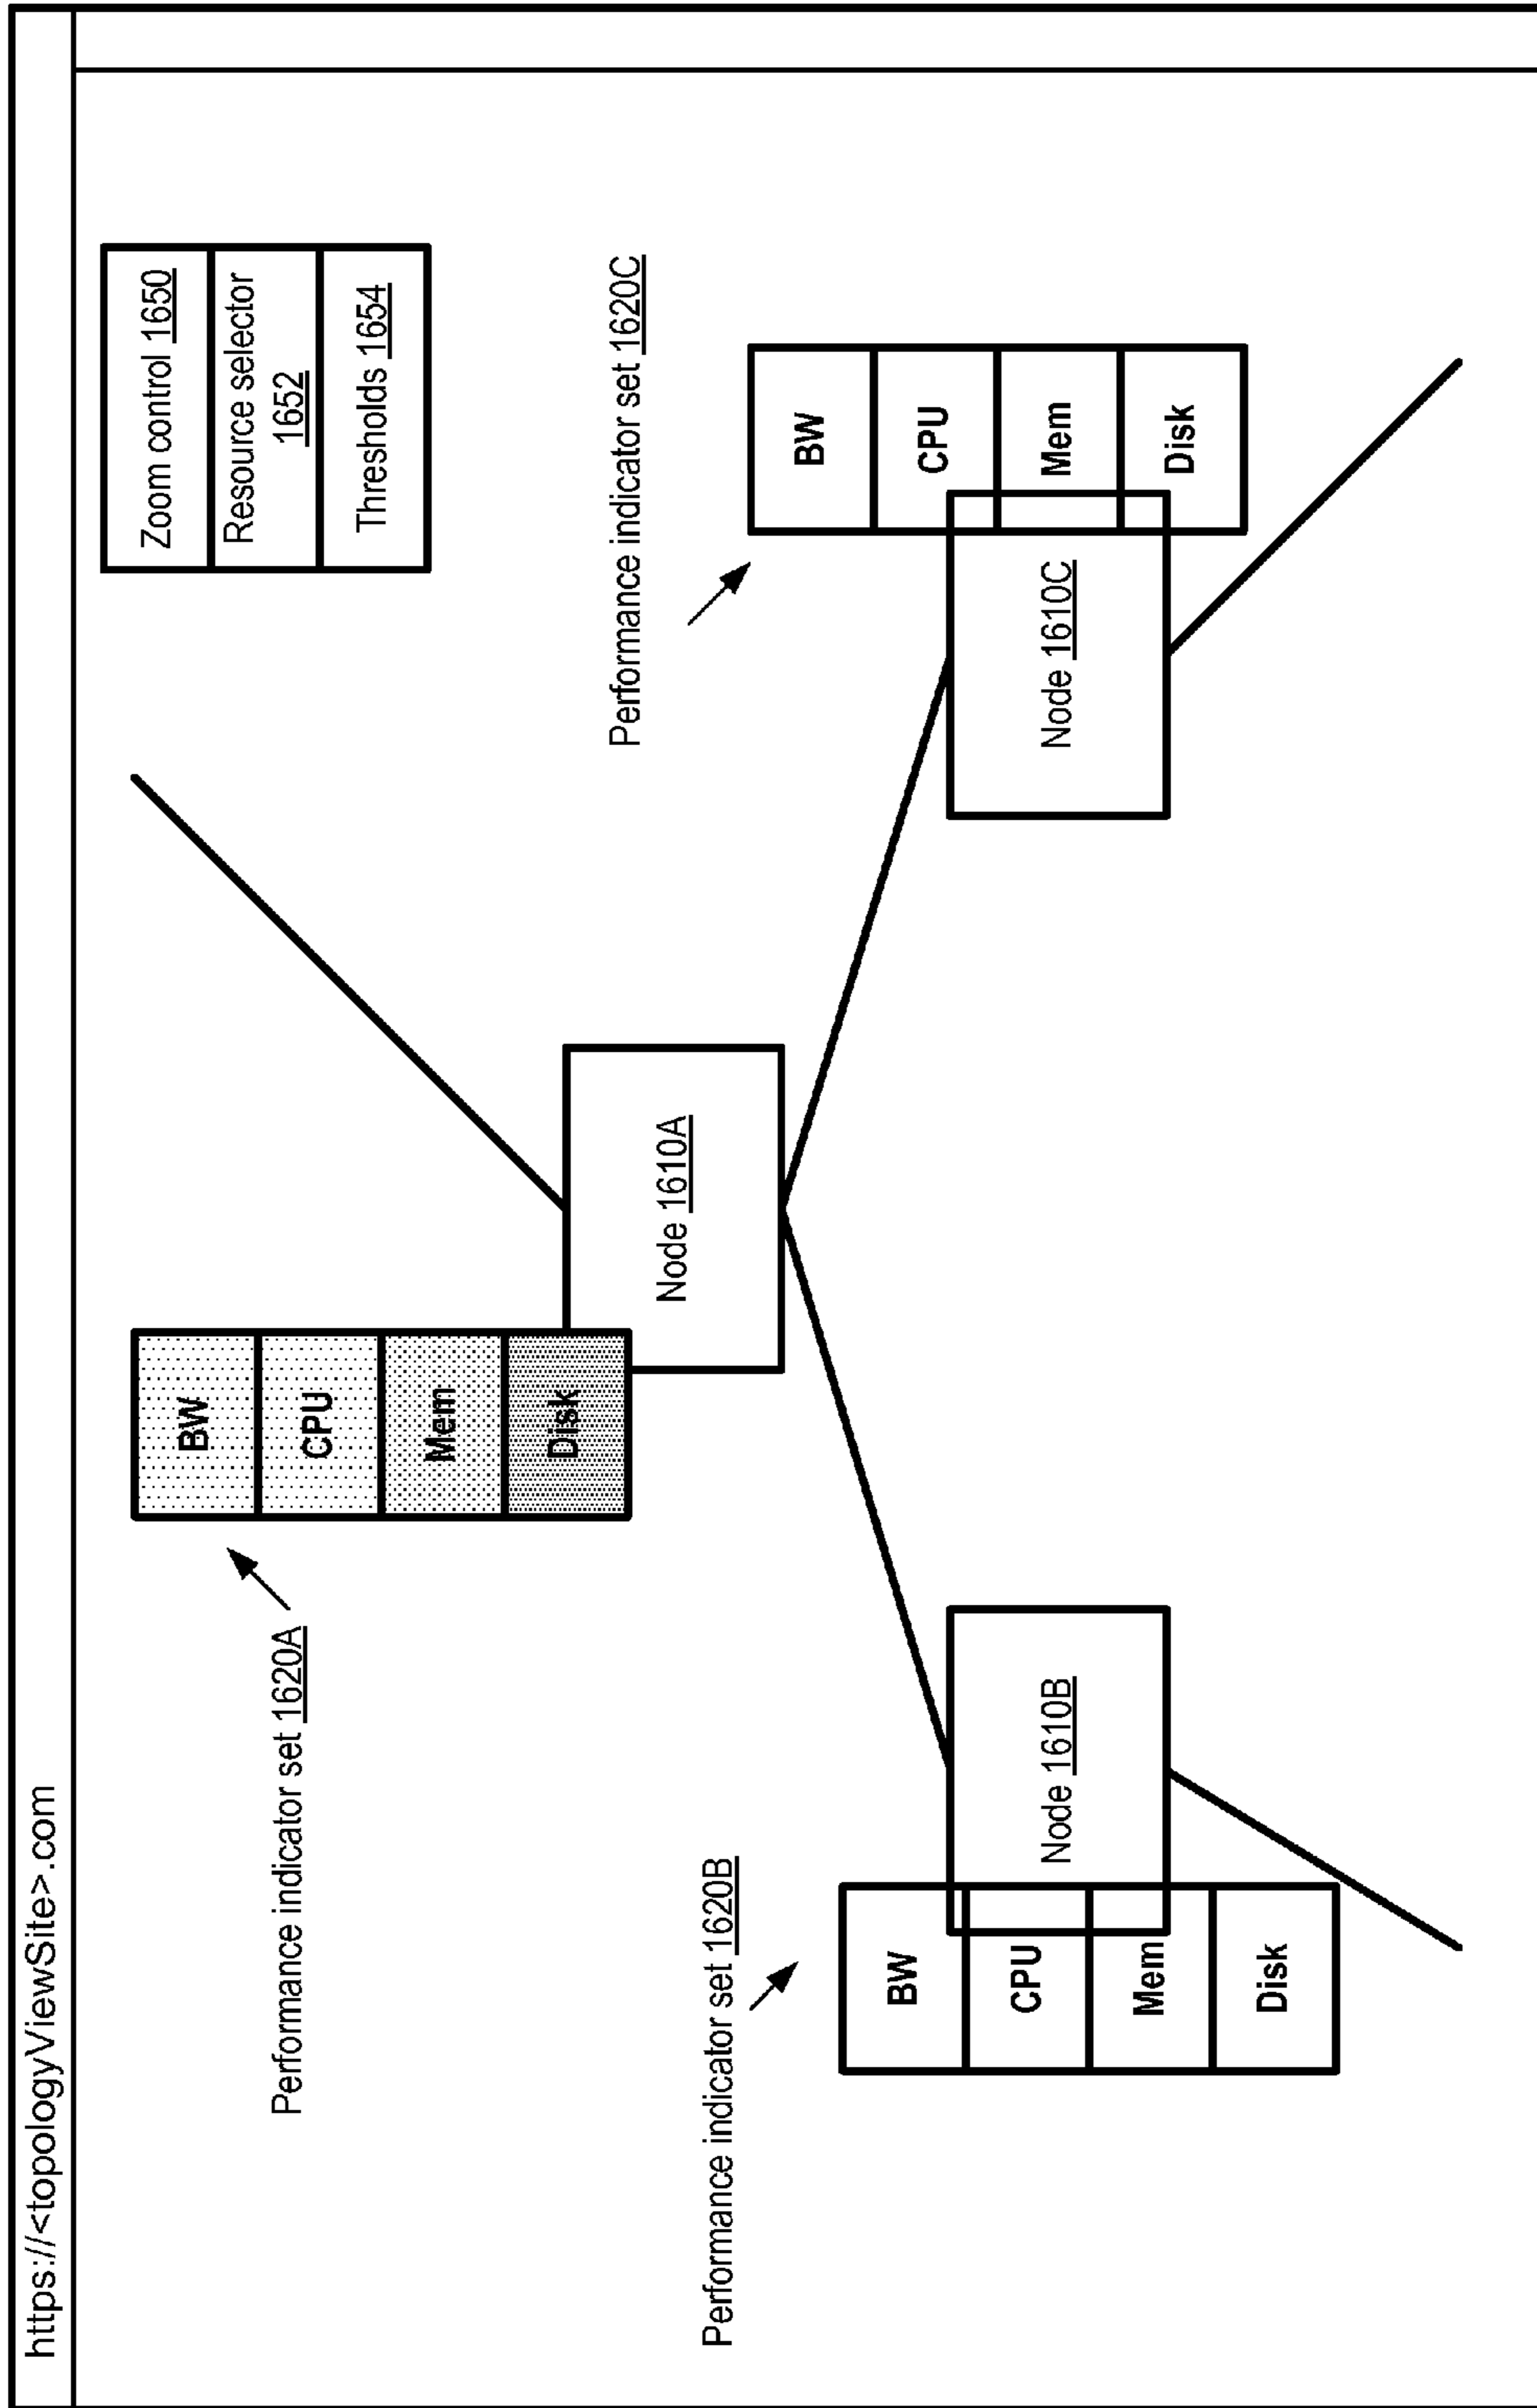 https://<topologyViewSite>.com
Zoom control 1650
Resource selector
1652
Thresholds 1654
Performance indicator set 1620A
BW
CPU
Mem
Disk
Node 1610A
Performance indicator set 1620B
BW
CPU
Mem
Disk
Node 1610B
Performance indicator set 1620C
BW
CPU
Mem
Disk
Node 1610C